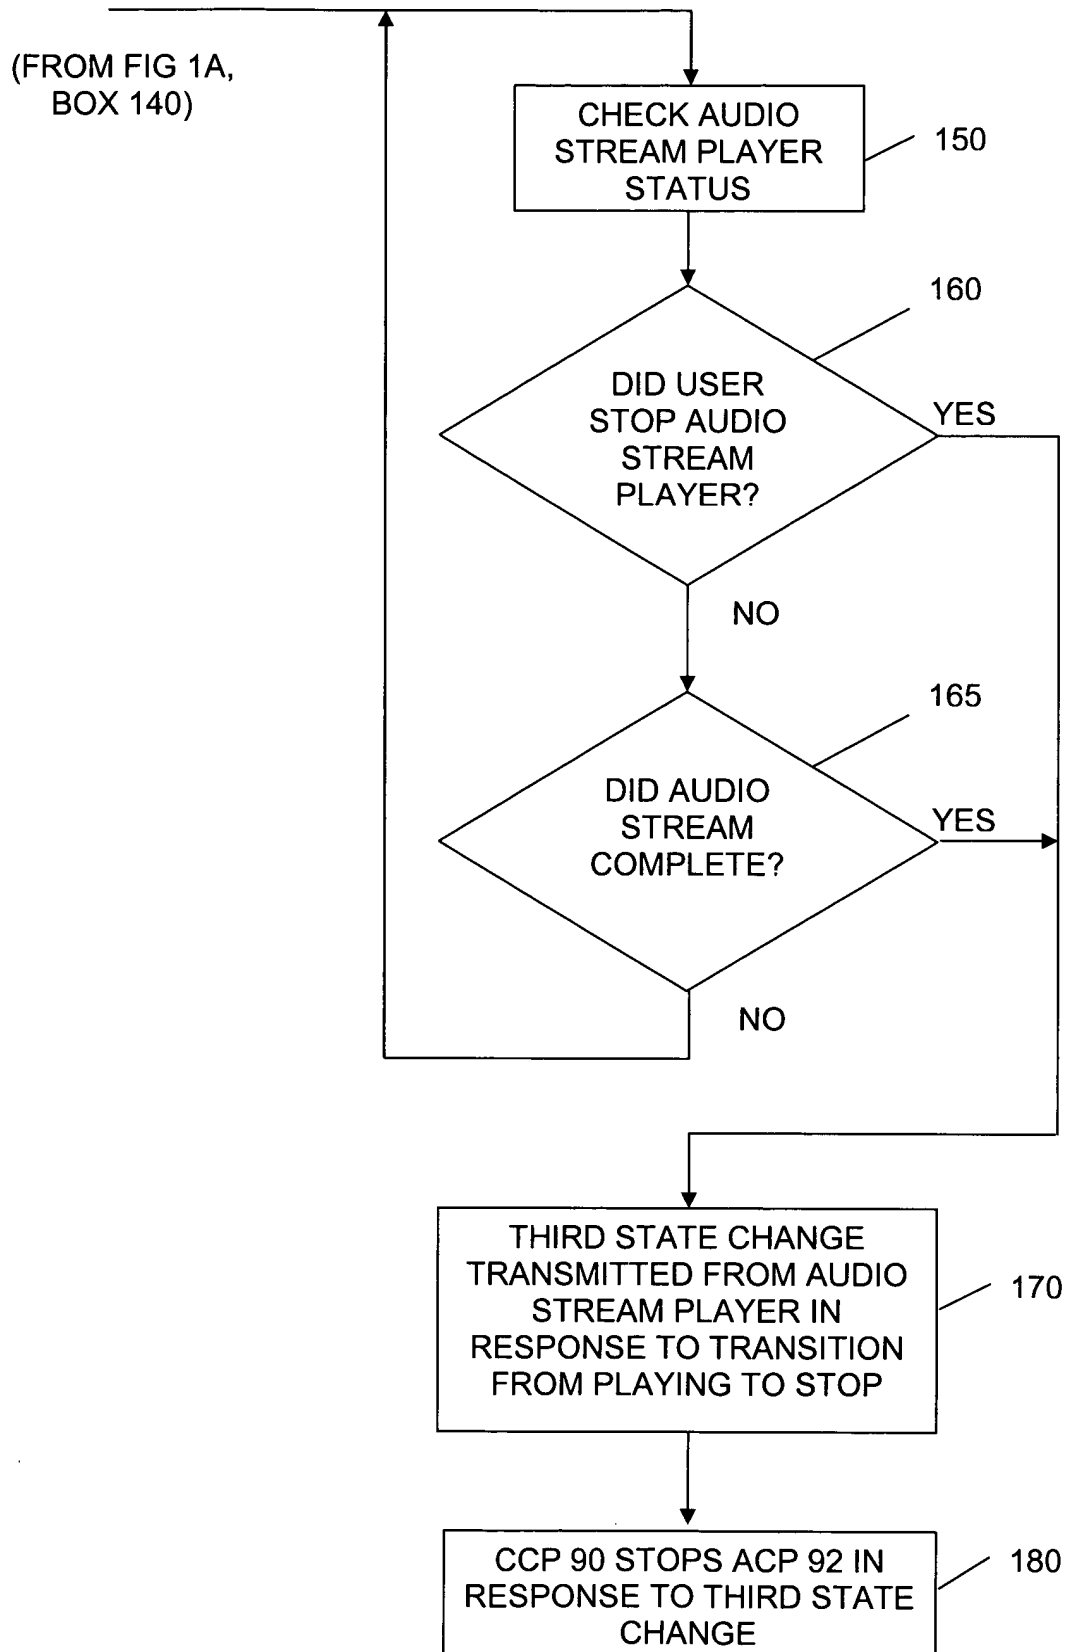 (FROM FIG 1A,
BOX 140)
CHECK AUDIO
STREAM PLAYER
STATUS
150
160
DID USER
STOP AUDIO
STREAM
PLAYER?
YES
NO
165
DID AUDIO
STREAM
COMPLETE?
YES
NO
THIRD STATE CHANGE
TRANSMITTED FROM AUDIO
STREAM PLAYER IN
RESPONSE TO TRANSITION
FROM PLAYING TO STOP
170
CCP 90 STOPS ACP 92 IN
RESPONSE TO THIRD STATE
CHANGE
180